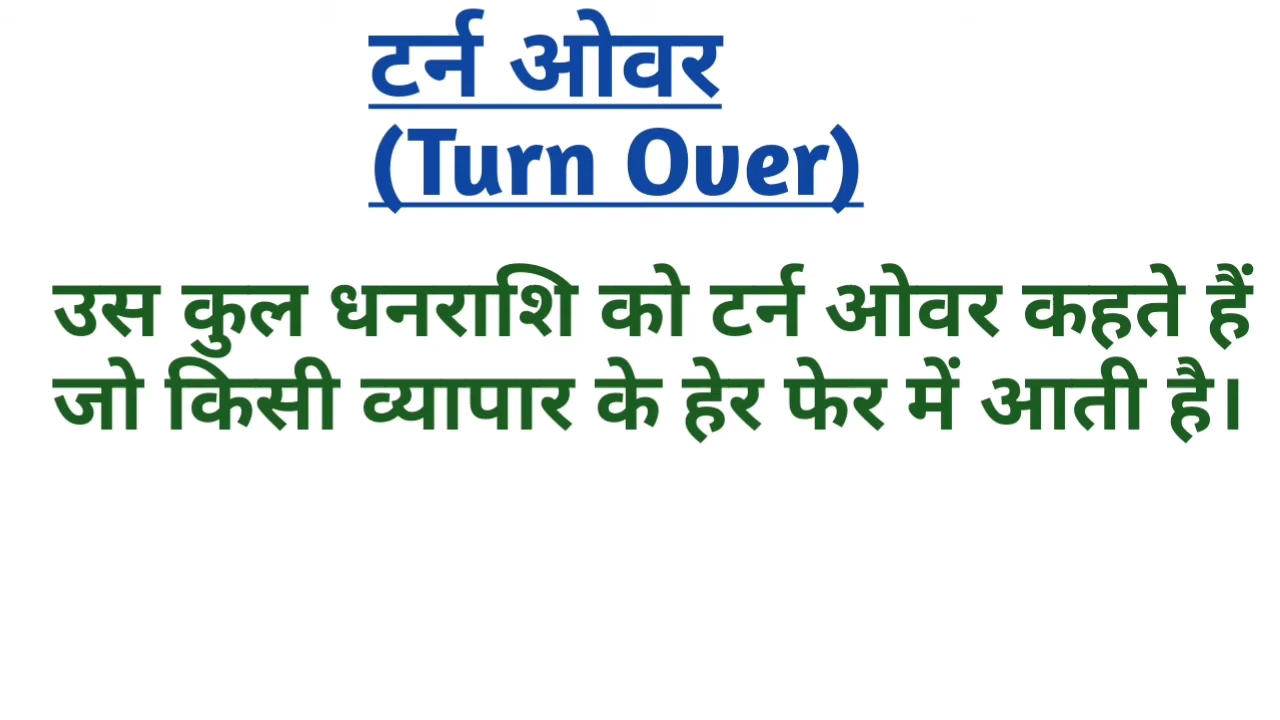 टर्न ओवर
(Turn Over)
उस कुल धनराशि को टर्न ओवर कहते हैं
जो किसी व्यापार के हेर फेर में आती है।